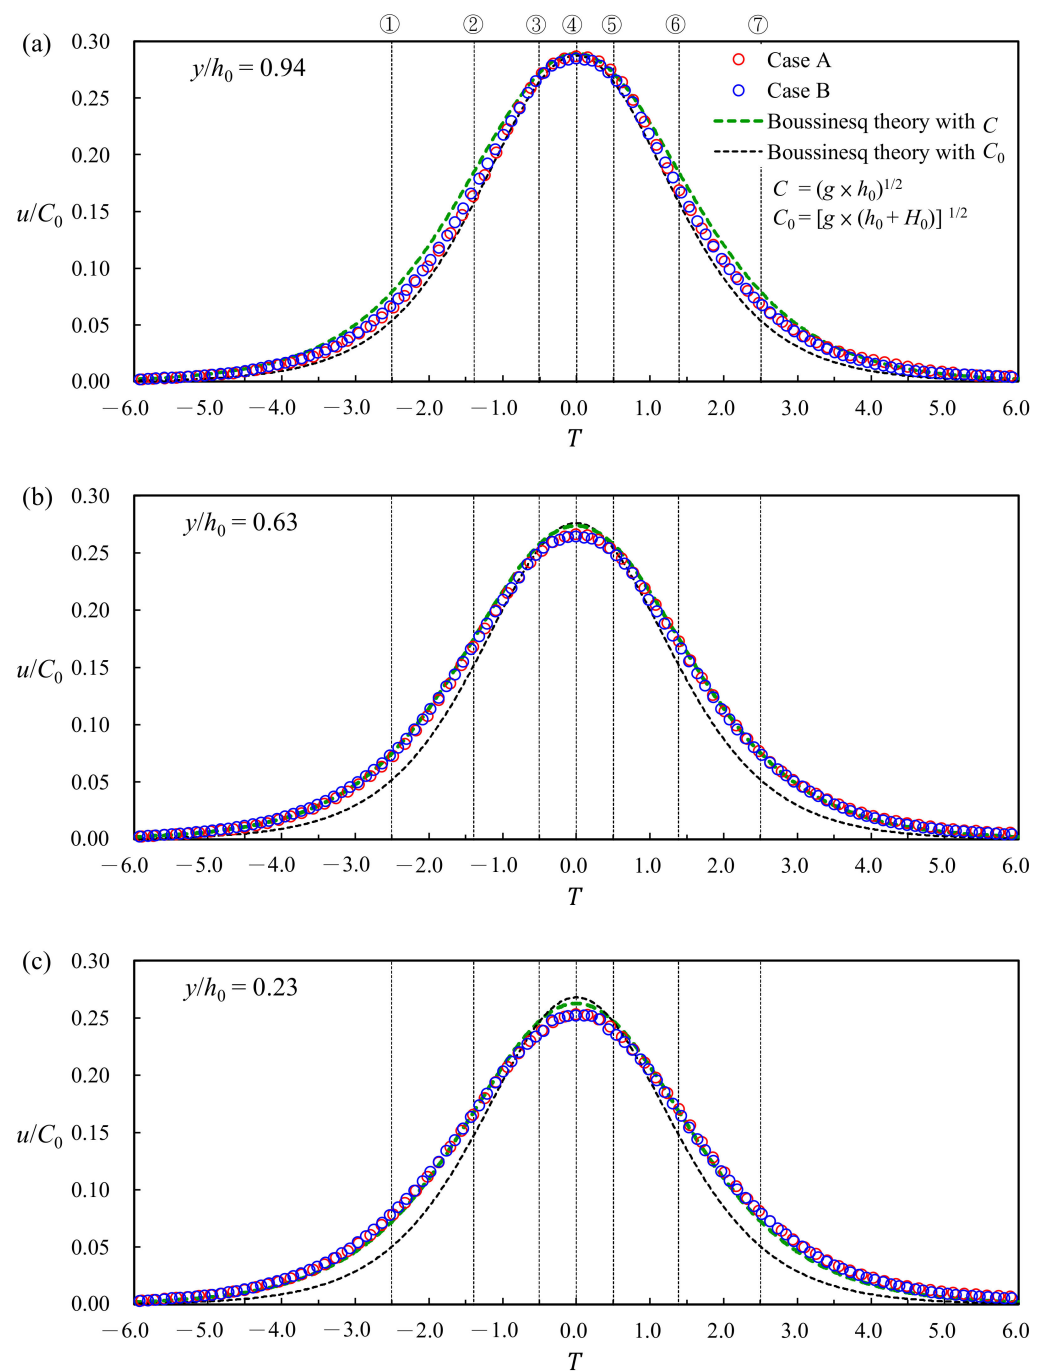 ① ② ③ ④ ⑤ ⑥ ⑦
(a)
0.30
y/h₀ = 0.94
Case A
Case B
Boussinesq theory with C
Boussinesq theory with C₀
C = (g × h₀)^1/2
C₀ = [g × (h₀ + H₀)]^1/2
0.25
0.20
0.15
u/C₀
0.10
0.05
0.00
−6.0 −5.0 −4.0 −3.0 −2.0 −1.0 0.0 1.0 2.0 3.0 4.0 5.0 6.0
T
(b)
0.30
y/h₀ = 0.63
0.25
0.20
0.15
u/C₀
0.10
0.05
0.00
−6.0 −5.0 −4.0 −3.0 −2.0 −1.0 0.0 1.0 2.0 3.0 4.0 5.0 6.0
T
(c)
0.30
y/h₀ = 0.23
0.25
0.20
0.15
u/C₀
0.10
0.05
0.00
−6.0 −5.0 −4.0 −3.0 −2.0 −1.0 0.0 1.0 2.0 3.0 4.0 5.0 6.0
T